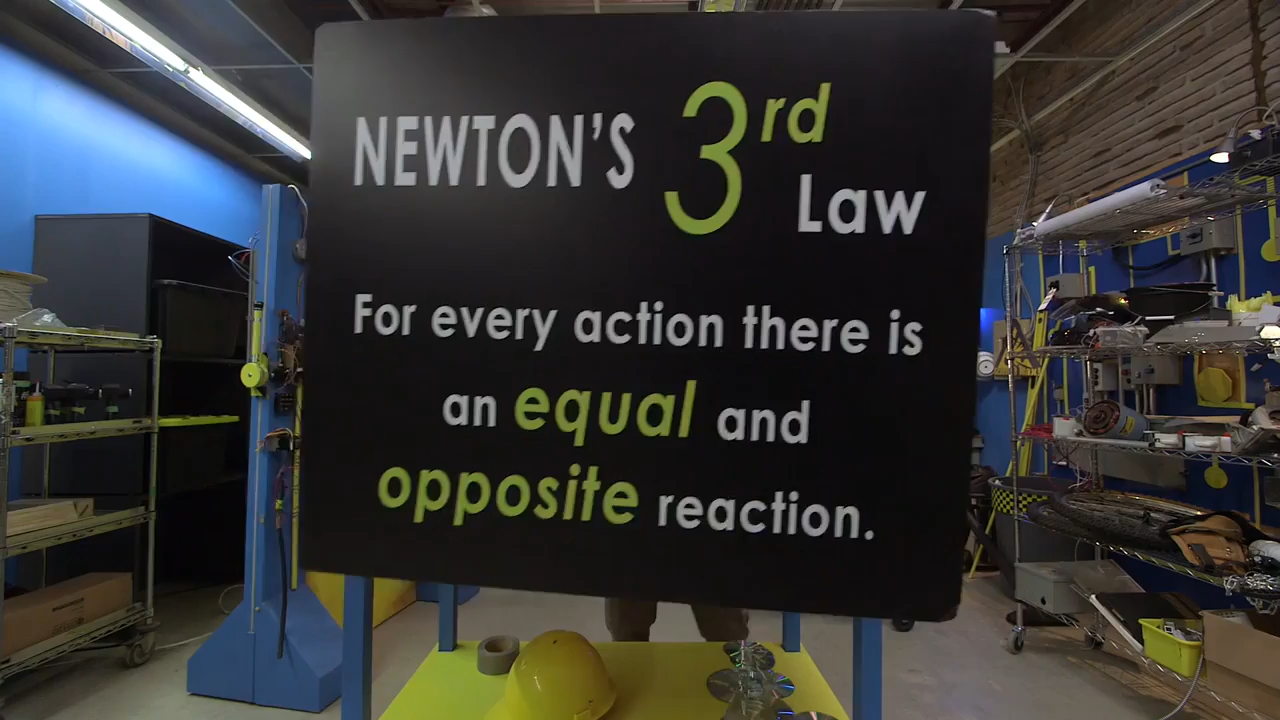 NEWTON'S 3rd
Law
For every action there is
an equal and
opposite reaction.